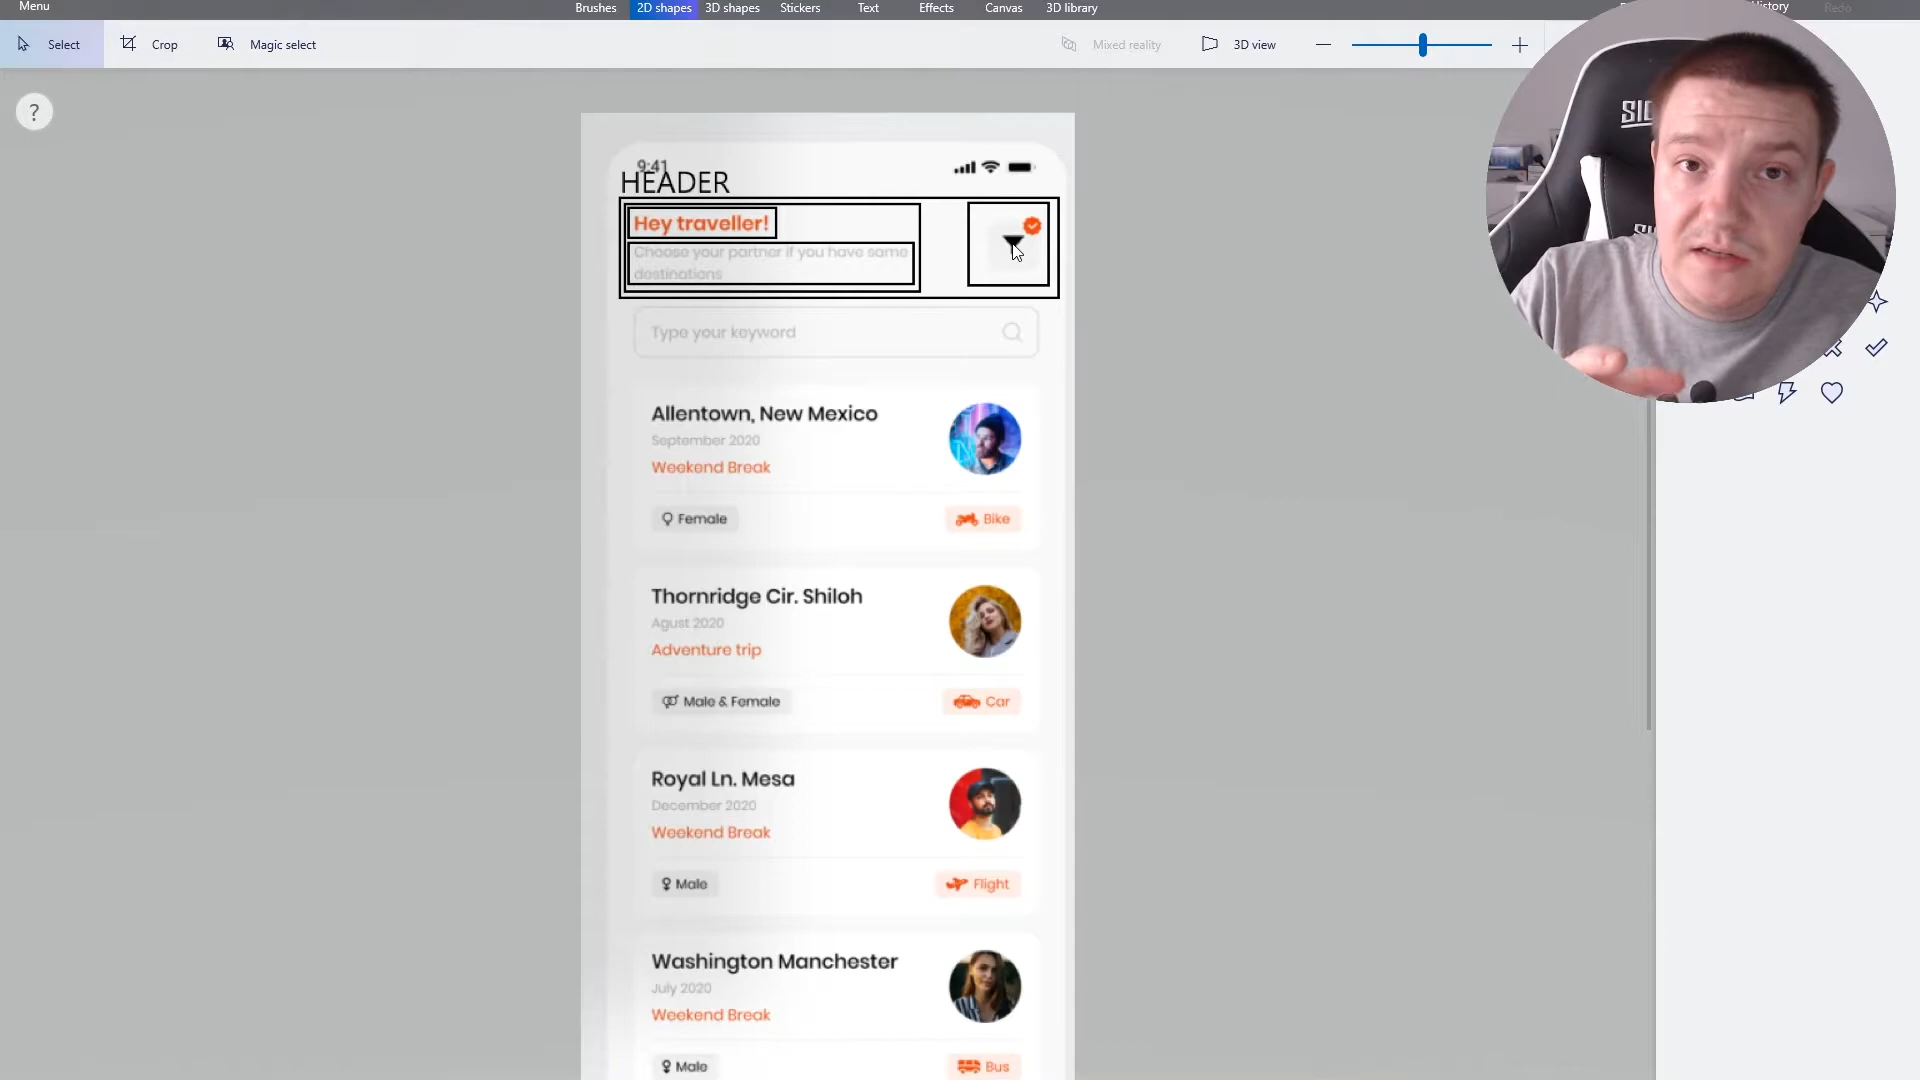 Menu
Brushes
2D shapes
3D shapes
Stickers
Text
Effects
Canvas
3D library
History
Redo
Select
Crop
Magic select
Mixed reality
3D view
?
9:41
HEADER
Hey traveller!
Choose your partner if you have same
destinations
Type your keyword
Allentown, New Mexico
September 2020
Weekend Break
Female
Bike
Thornridge Cir. Shiloh
Agust 2020
Adventure trip
Male & Female
Car
Royal Ln. Mesa
December 2020
Weekend Break
Male
Flight
Washington Manchester
July 2020
Weekend Break
Male
Bus